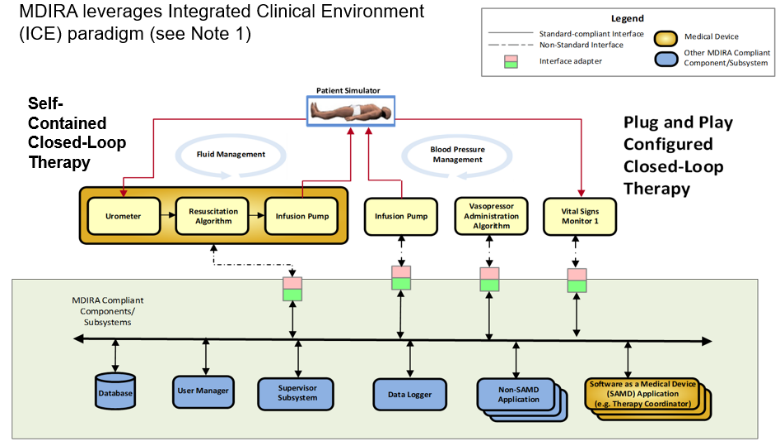 MDIRA leverages Integrated Clinical Environment
(ICE) paradigm (see Note 1)
Legend
Standard-compliant Interface
Non-Standard Interface
Interface adapter
Medical Device
Other MDIRA Compliant
Component/Subsystem
Patient Simulator
Self-
Contained
Closed-Loop
Therapy
Fluid Management
Blood Pressure
Management
Plug and Play
Configured
Closed-Loop
Therapy
Urometer
Resuscitation
Algorithm
Infusion Pump
Infusion Pump
Vasopressor
Administration
Algorithm
Vital Signs
Monitor 1
MDIRA Compliant
Components/
Subsystems
Database
User Manager
Supervisor
Subsystem
Data Logger
Non-SAMD
Application
Software as a Medical Device
(SAMD) Application
(e.g. Therapy Coordinator)